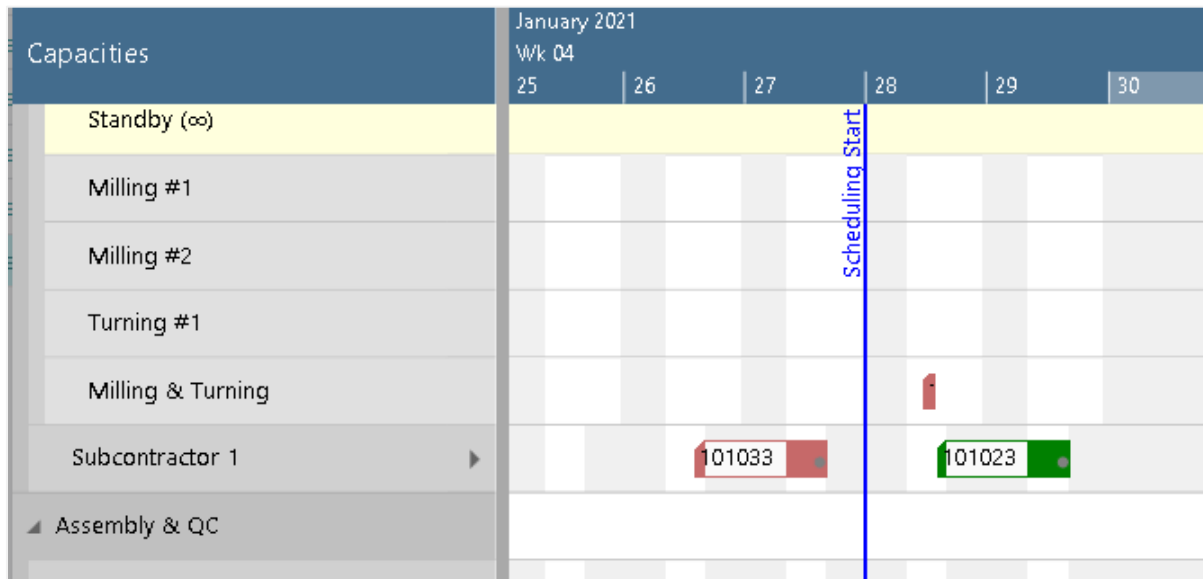 January 2021
Capacities
Wk 04
25 26 27 28 29 30
Standby (∞)
Scheduling Start
Milling #1
Milling #2
Turning #1
Milling & Turning
Subcontractor 1 101033 101023
Assembly & QC